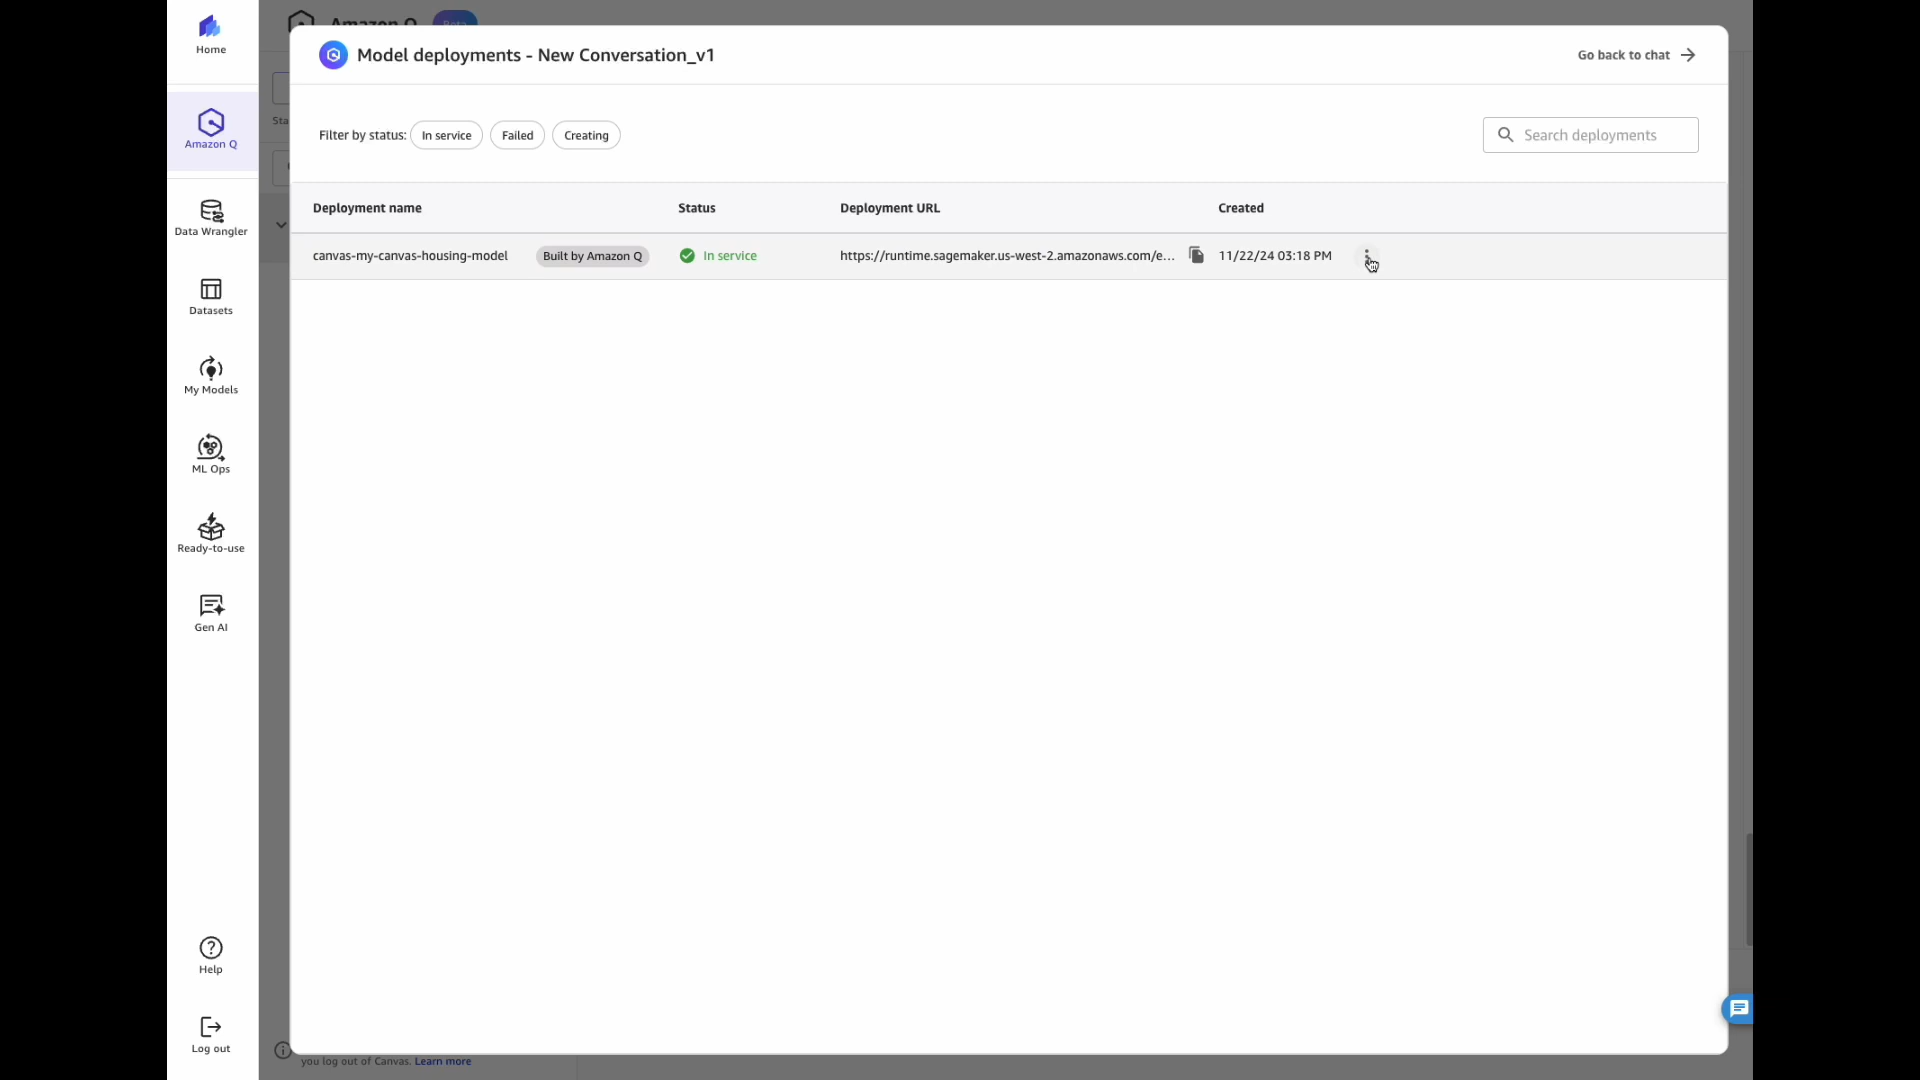 Home
Amazon Q
Data Wrangler
Datasets
My Models
ML Ops
Ready-to-use
Gen AI
Help
Log out
Amazon Q Beta
Sta
Model deployments - New Conversation_v1
Go back to chat
Filter by status: In service Failed Creating
Search deployments
Deployment name Status Deployment URL Created
canvas-my-canvas-housing-model Built by Amazon Q In service https://runtime.sagemaker.us-west-2.amazonaws.com/e... 11/22/24 03:18 PM
you log out of Canvas. Learn more